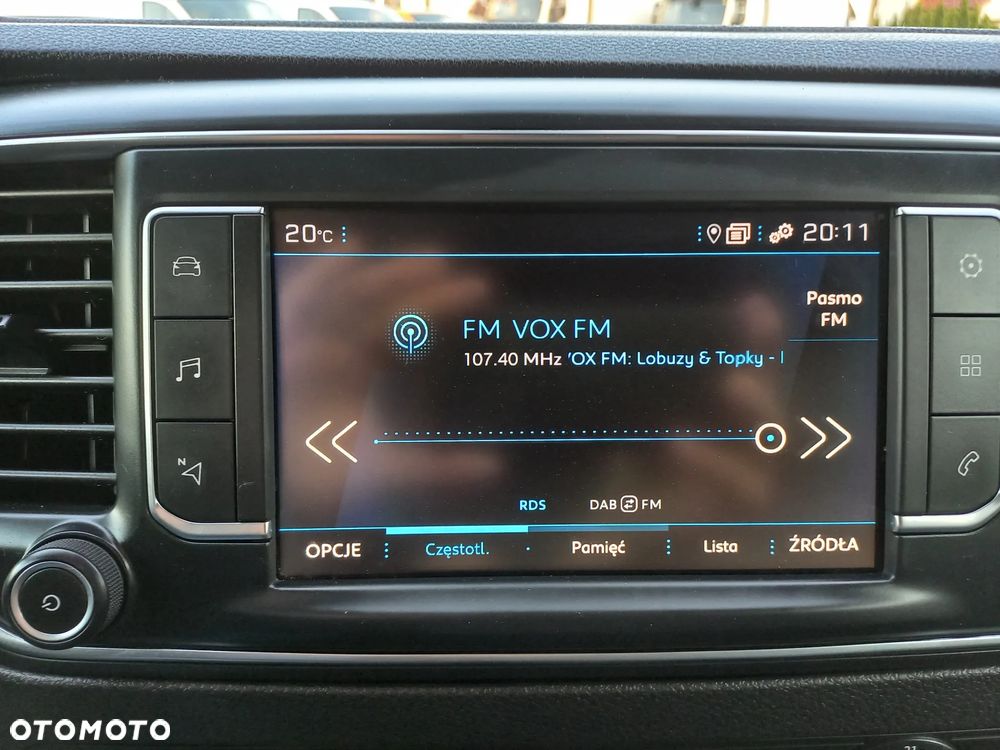 20°C
20:11
Pasmo
FM
FM VOX FM
107.40 MHz 'OX FM: Lobuzy & Topky -
RDS
DAB FM
OPCJE
Częstotl.
Pamięć
Lista
ŹRÓDŁA
N
OTOMOTO